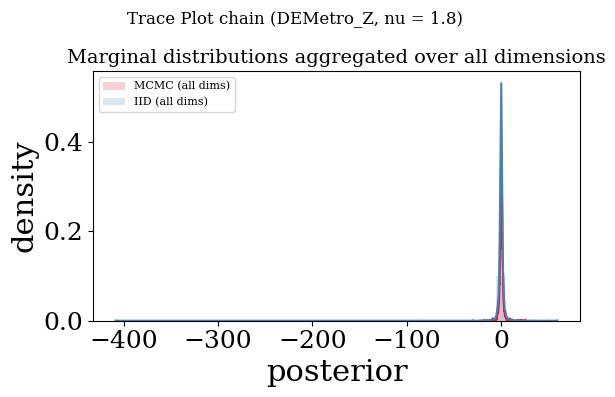 Trace Plot chain (DEMetro_Z, nu = 1.8)
Marginal distributions aggregated over all dimensions
MCMC (all dims)
IID (all dims)
density
0.4
0.2
0.0
−400
−300
−200
−100
0
posterior